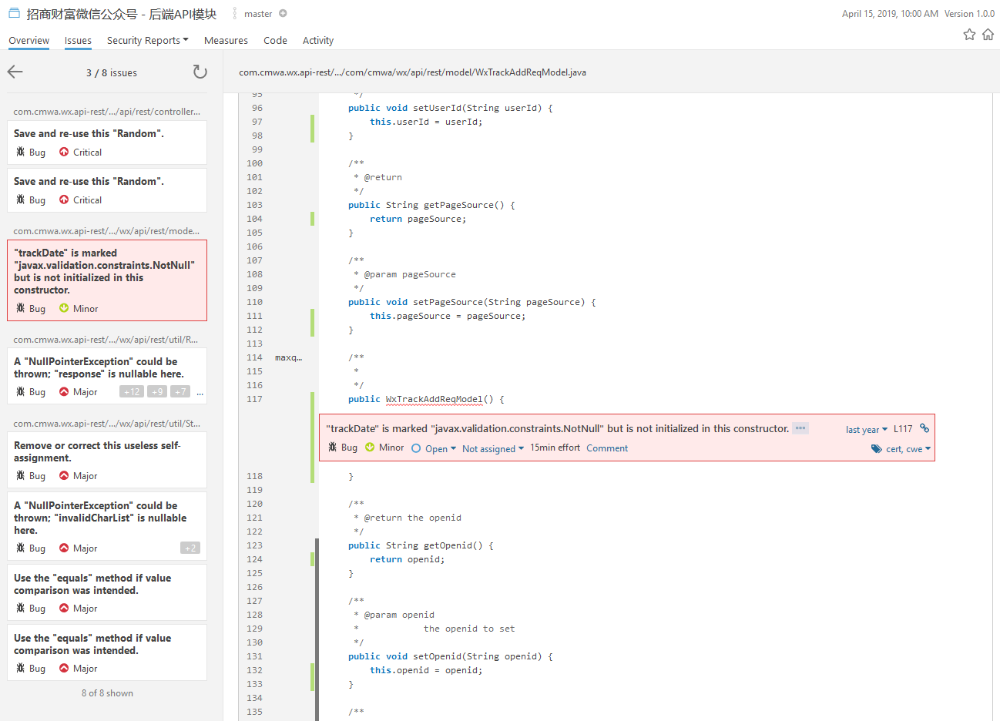 招商财富微信公众号 - 后端API模块 master April 15, 2019, 10:00 AM Version 1.0.0
Overview Issues Security Reports Measures Code Activity
3 / 8 issues
com.cmwa.wx.api-rest/.../api/rest/controller...
Save and re-use this "Random".
Bug Critical
Save and re-use this "Random".
Bug Critical
com.cmwa.wx.api-rest/.../wx/api/rest/mode...
"trackDate" is marked
"javax.validation.constraints.NotNull"
but is not initialized in this
constructor.
Bug Minor
com.cmwa.wx.api-rest/.../wx/api/rest/util/R...
A "NullPointerException" could be
thrown; "response" is nullable here.
Bug Major +12 +9 +7 ...
com.cmwa.wx.api-rest/.../wx/api/rest/util/St...
Remove or correct this useless self-
assignment.
Bug Major
A "NullPointerException" could be
thrown; "invalidCharList" is nullable
here.
Bug Major +2
Use the "equals" method if value
comparison was intended.
Bug Major
Use the "equals" method if value
comparison was intended.
Bug Major
8 of 8 shown
com.cmwa.wx.api-rest/.../com/cmwa/wx/api/rest/model/WxTrackAddReqModel.java
95 */
96 public void setUserId(String userId) {
97 this.userId = userId;
98 }
99
100 /**
101 * @return
102 */
103 public String getPageSource() {
104 return pageSource;
105 }
106
107 /**
108 * @param pageSource
109 */
110 public void setPageSource(String pageSource) {
111 this.pageSource = pageSource;
112 }
113
114 maxq... /**
115 *
116 */
117 public WxTrackAddReqModel() {
"trackDate" is marked "javax.validation.constraints.NotNull" but is not initialized in this constructor. last year L117
Bug Minor Open Not assigned 15min effort Comment cert, cwe
118 }
119
120 /**
121 * @return the openid
122 */
123 public String getOpenid() {
124 return openid;
125 }
126
127 /**
128 * @param openid
129 * the openid to set
130 */
131 public void setOpenid(String openid) {
132 this.openid = openid;
133 }
134
135 /**